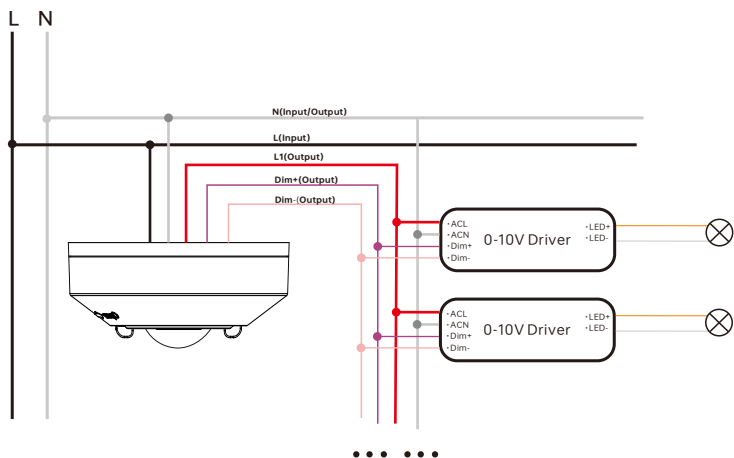 L N
N(Input/Output)
L(Input)
L1(Output)
Dim+(Output)
Dim-(Output)
·ACL
·ACN
·Dim+
·Dim-
0-10V Driver
·LED+
·LED-
·ACL
·ACN
·Dim+
·Dim-
0-10V Driver
·LED+
·LED-
••• •••